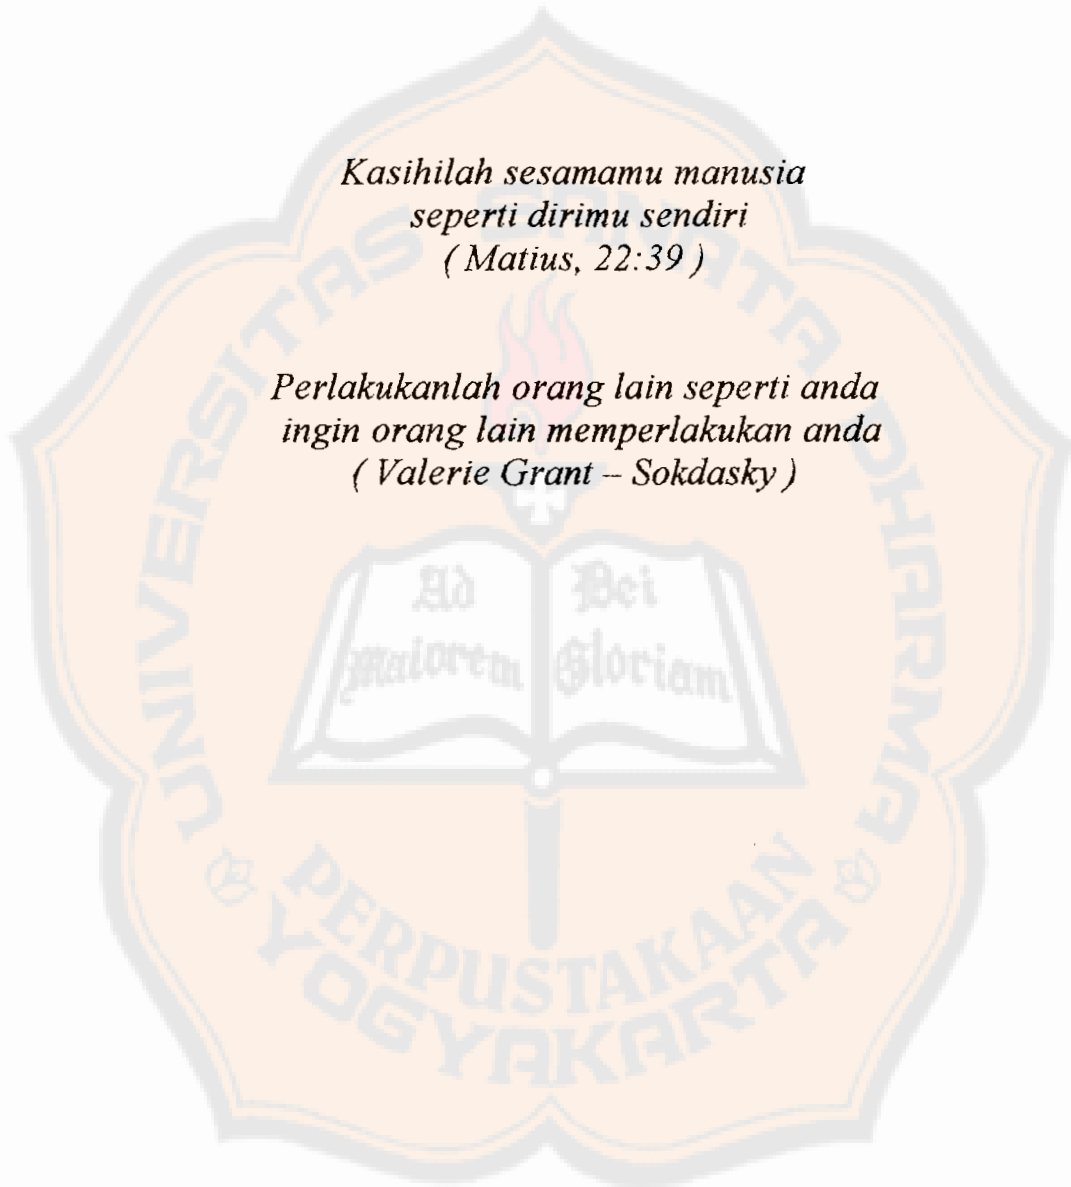 Kasihilah sesamamu manusia
seperti dirimu sendiri
( Matius, 22:39 )
Perlakukanlah orang lain seperti anda
ingin orang lain memperlakukan anda
( Valerie Grant – Sokdasky )
UNIVERSITAS SANATA DHARMA
Ad Dei
maiorem Gloriam
PERPUSTAKAAN
YOGYAKARTA